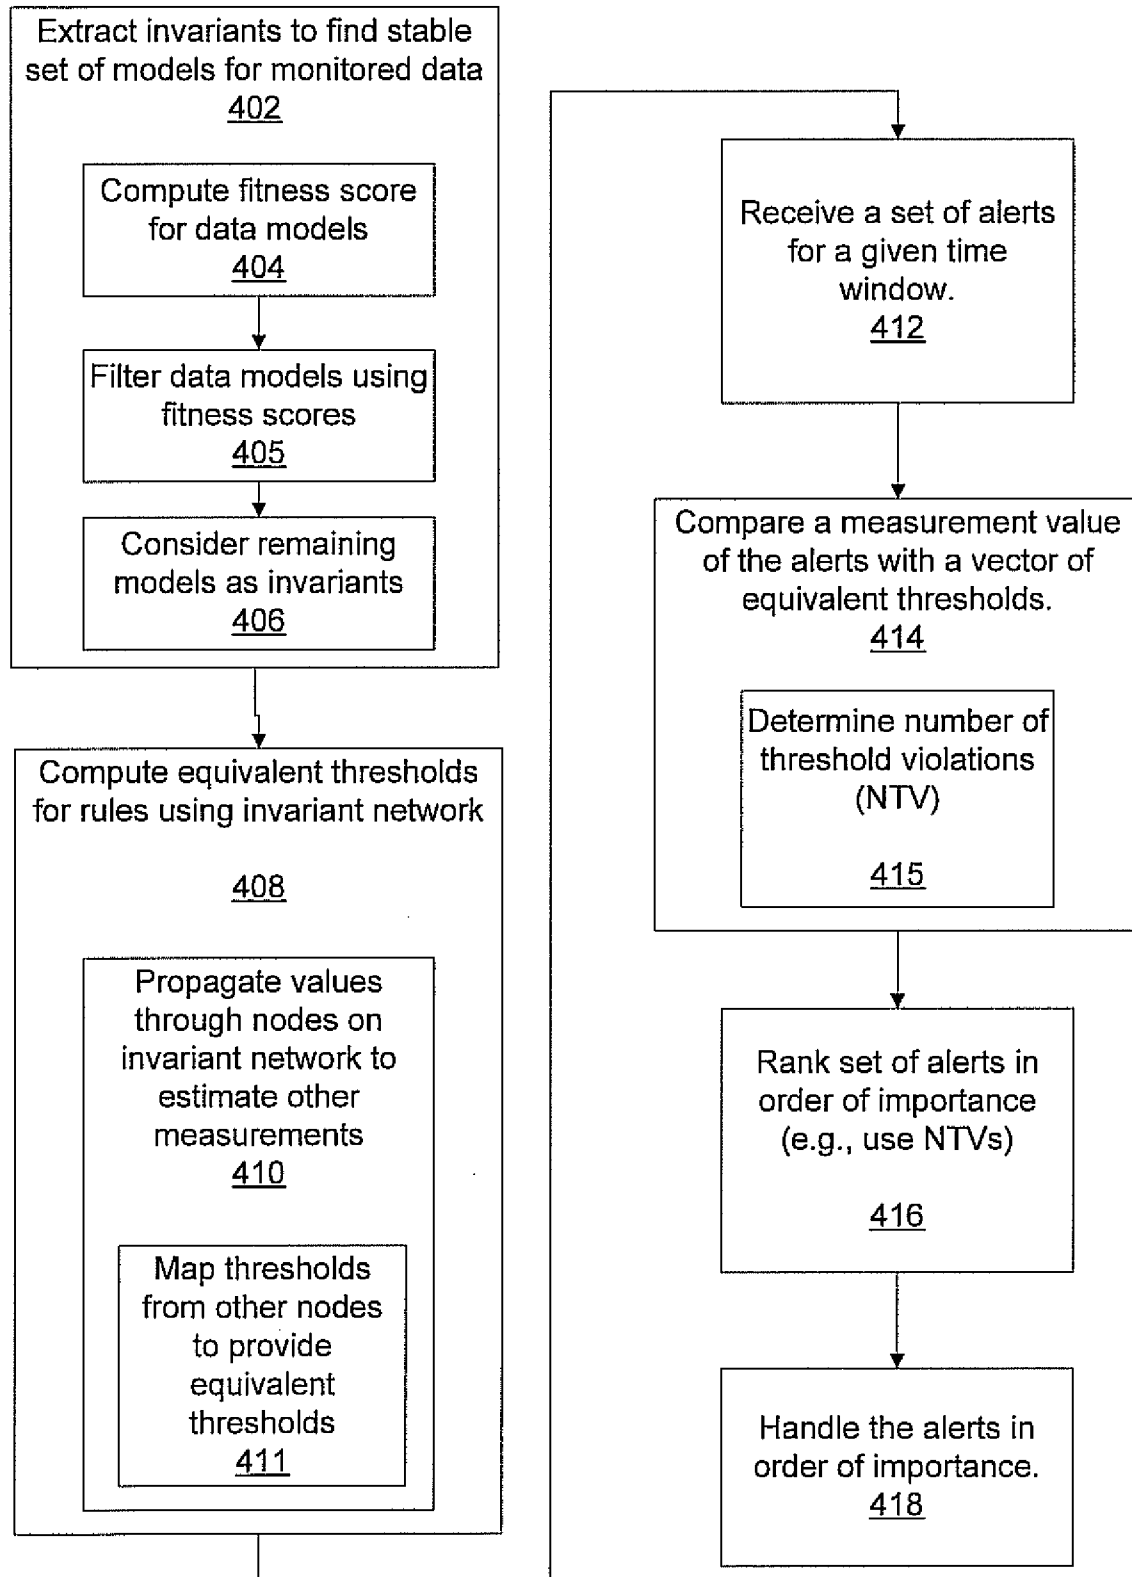 Extract invariants to find stable
set of models for monitored data
402
Compute fitness score
for data models
404
Filter data models using
fitness scores
405
Consider remaining
models as invariants
406
Compute equivalent thresholds
for rules using invariant network
408
Propagate values
through nodes on
invariant network to
estimate other
measurements
410
Map thresholds
from other nodes
to provide
equivalent
thresholds
411
Receive a set of alerts
for a given time
window.
412
Compare a measurement value
of the alerts with a vector of
equivalent thresholds.
414
Determine number of
threshold violations
(NTV)
415
Rank set of alerts in
order of importance
(e.g., use NTVs)
416
Handle the alerts in
order of importance.
418